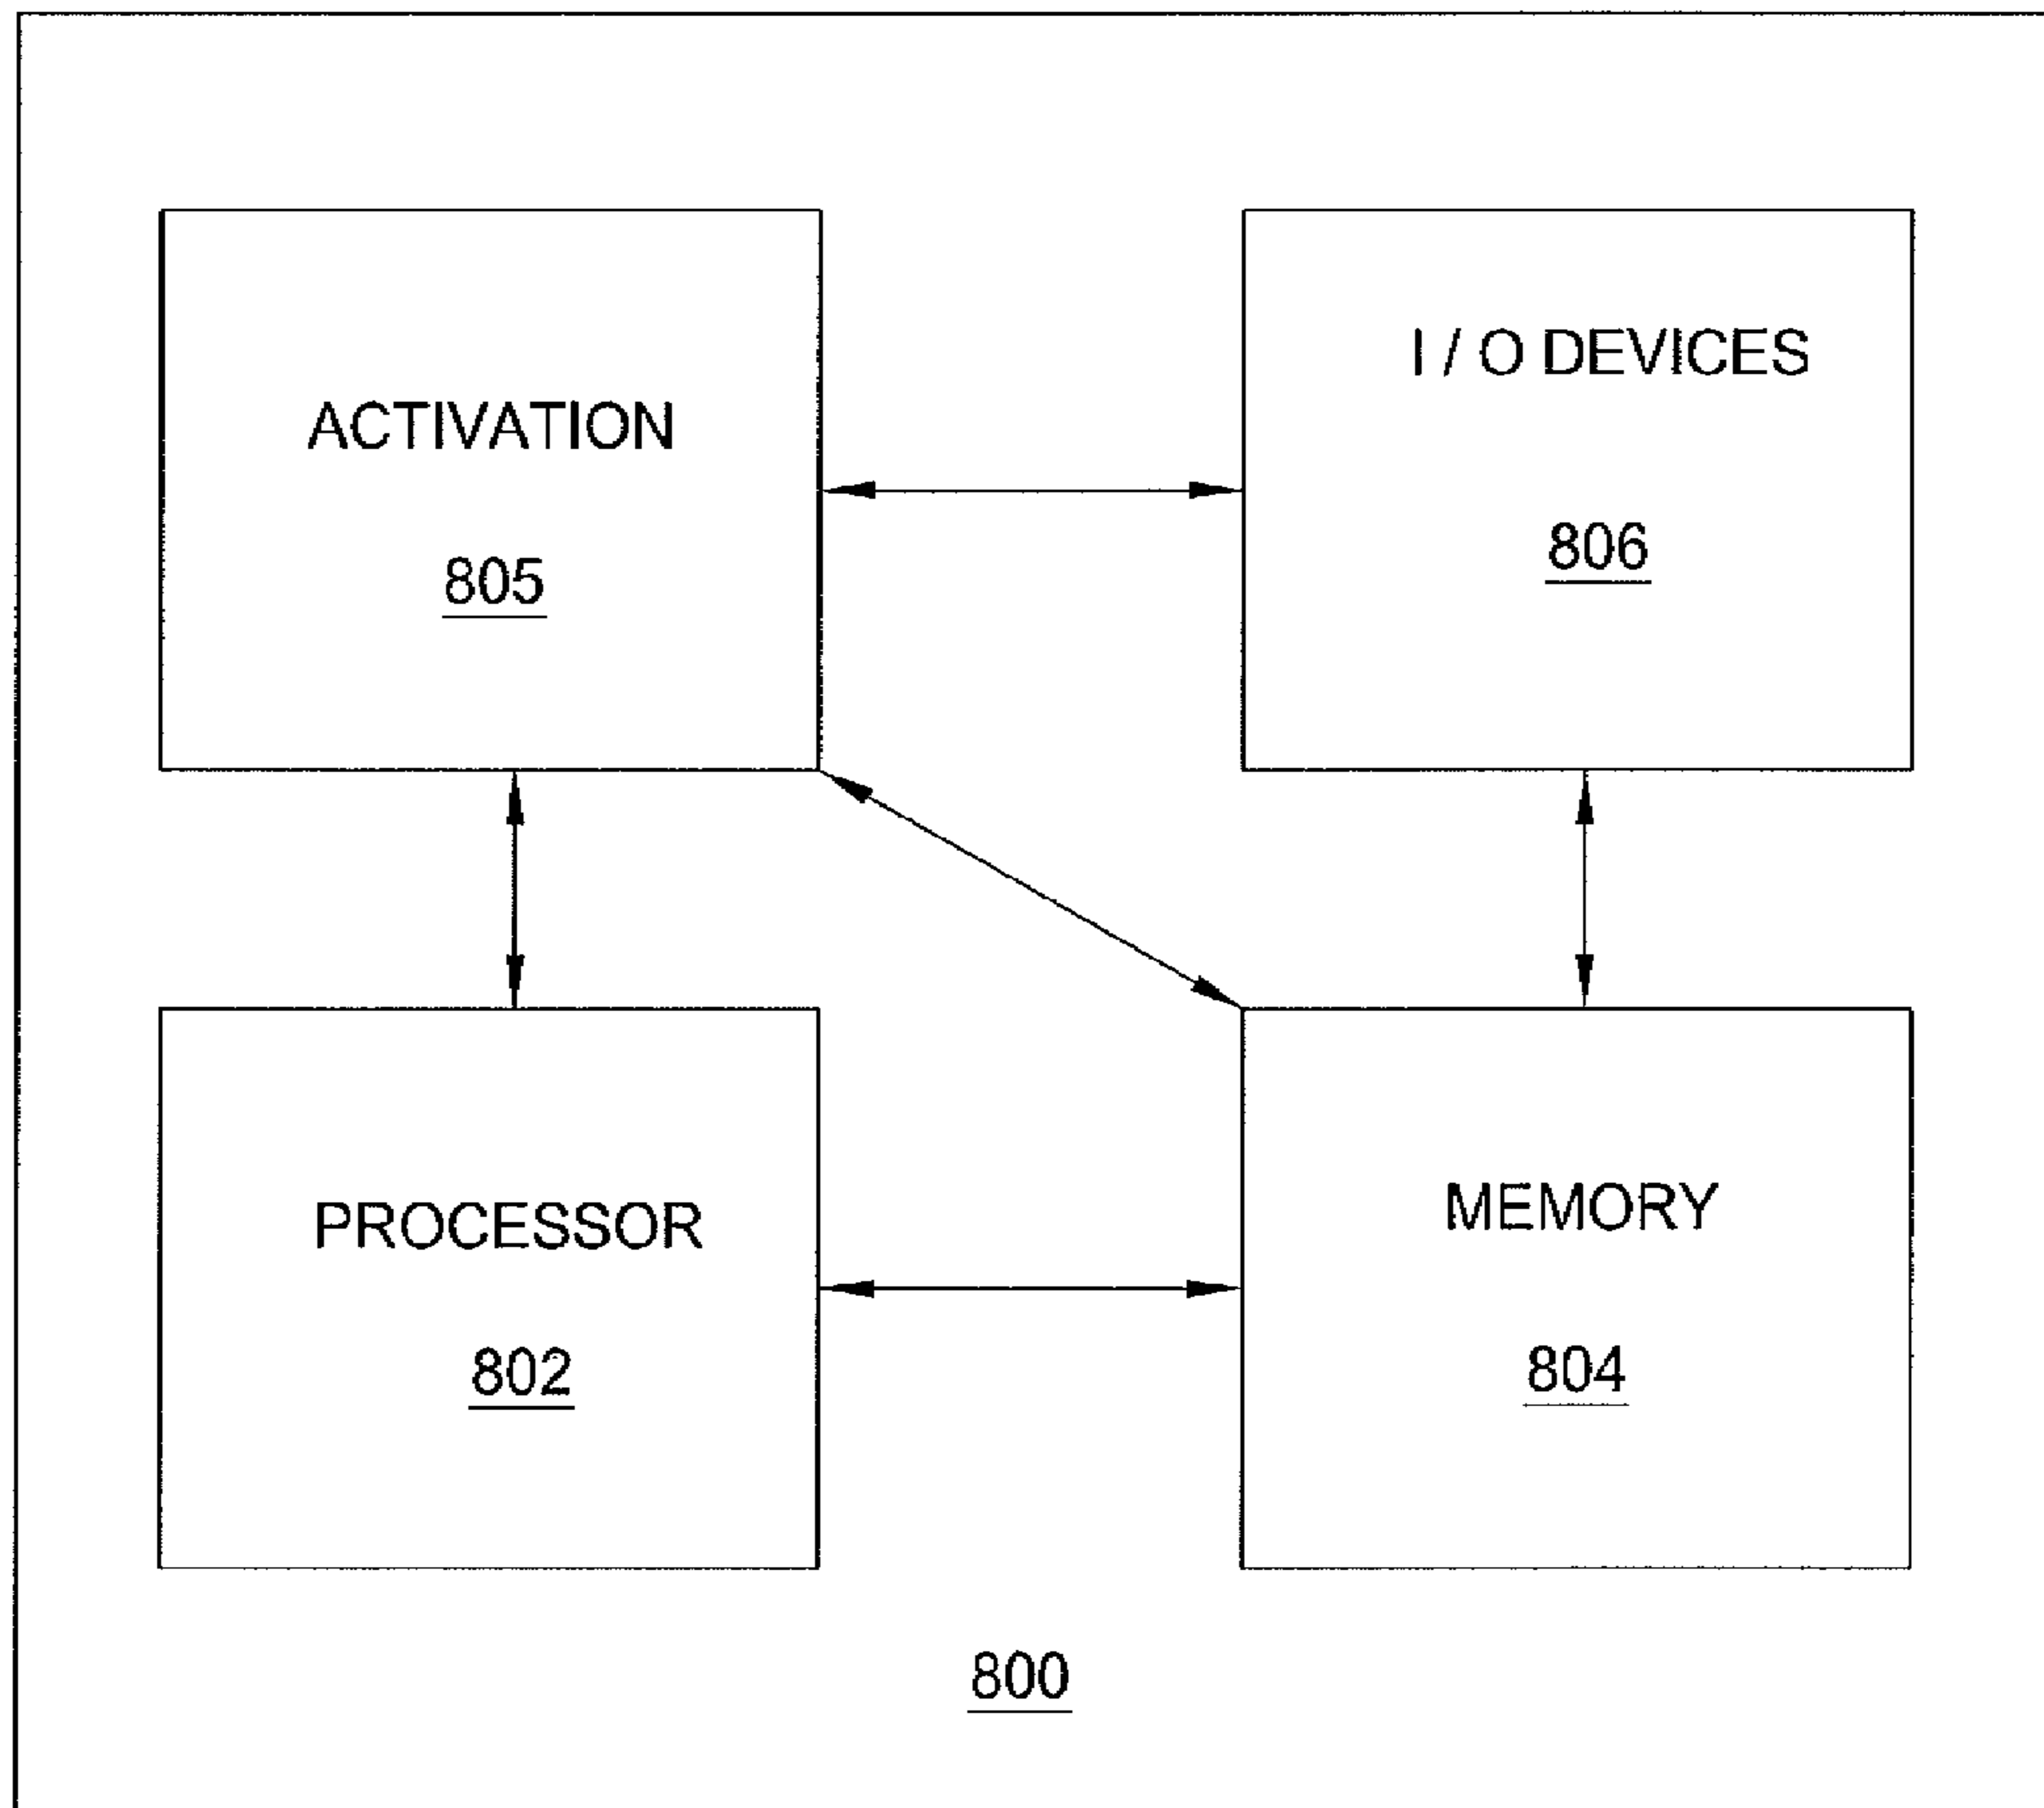 ACTIVATION
805
I / O DEVICES
806
PROCESSOR
802
MEMORY
804
800